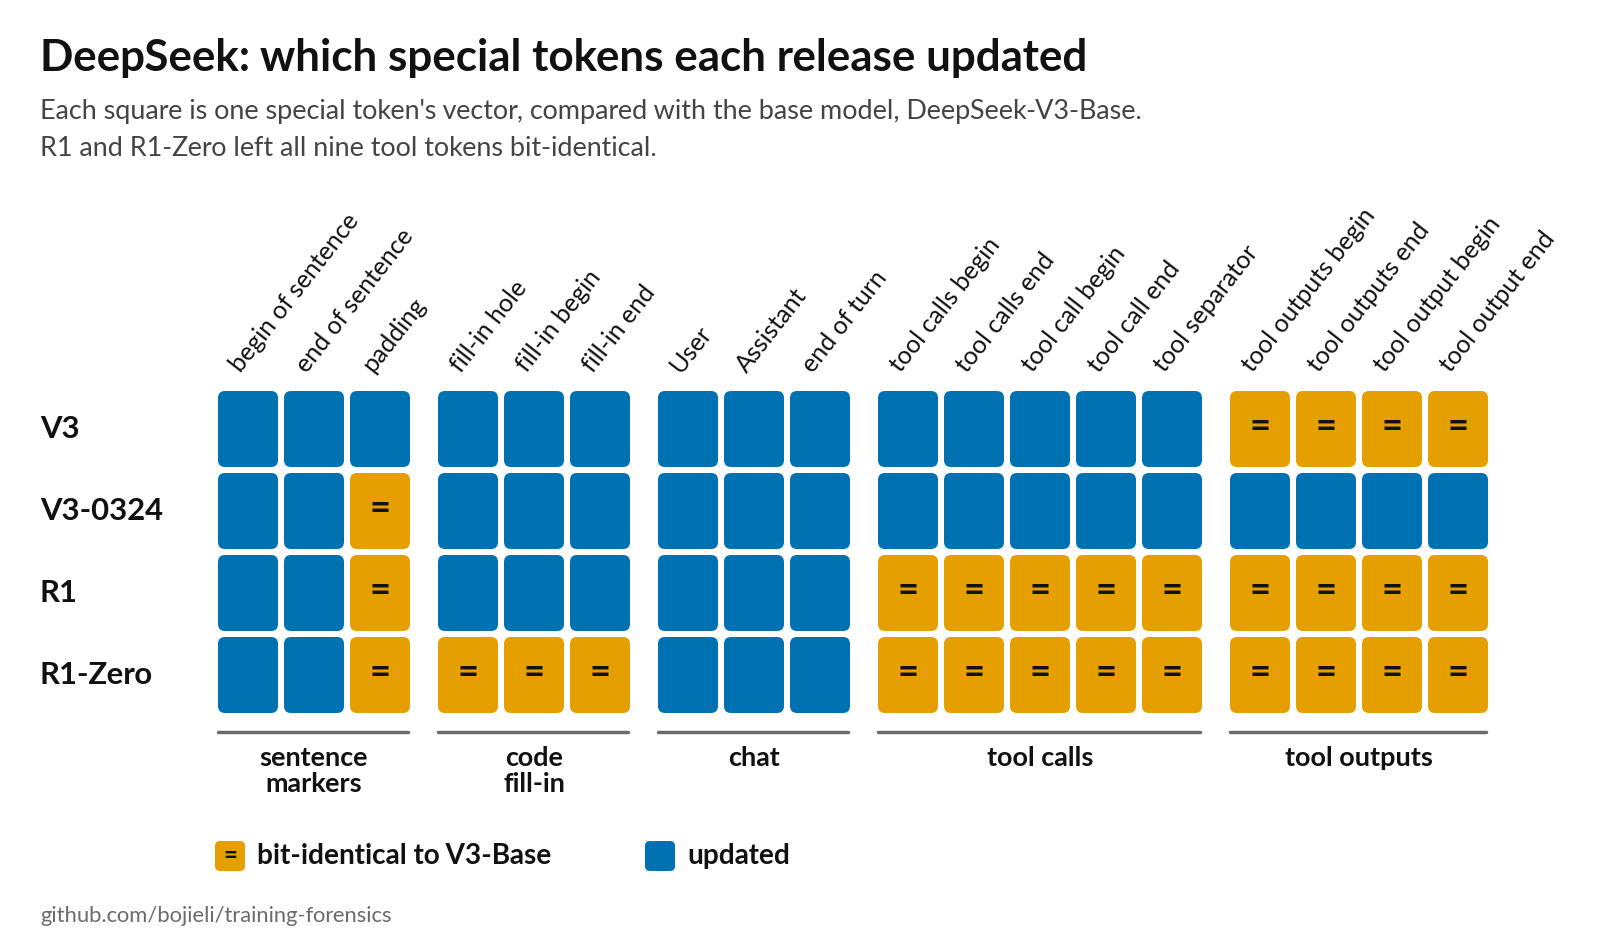 DeepSeek: which special tokens each release updated
Each square is one special token's vector, compared with the base model, DeepSeek-V3-Base.
R1 and R1-Zero left all nine tool tokens bit-identical.
begin of sentence
end of sentence
padding
fill-in hole
fill-in begin
fill-in end
User
Assistant
end of turn
tool calls begin
tool calls end
tool call begin
tool call end
tool separator
tool outputs begin
tool outputs end
tool output begin
tool output end
V3 = = = =
V3-0324 =
R1 = = = = = = = = = =
R1-Zero = = = = = = = = = = = = =
sentence
markers
code
fill-in
chat
tool calls
tool outputs
= bit-identical to V3-Base
updated
github.com/bojieli/training-forensics